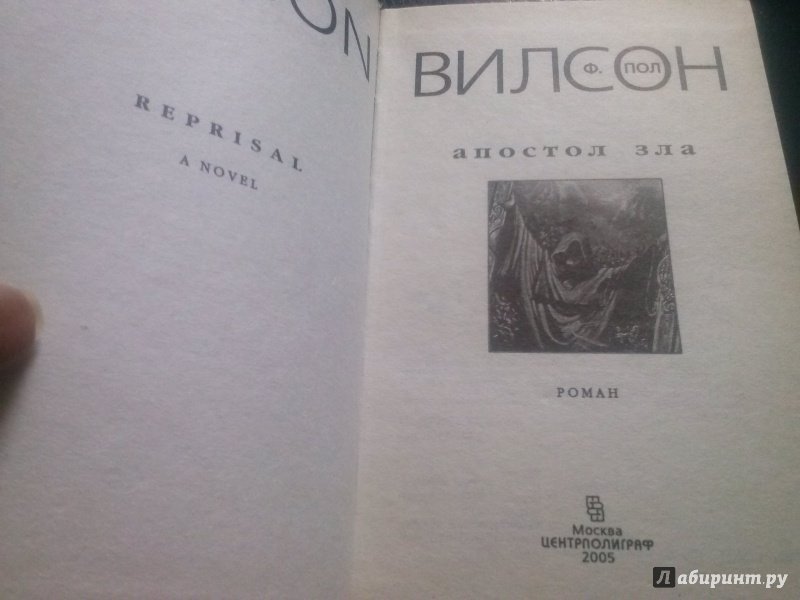 ON
REPRISAL
A NOVEL
ВИЛСОН
Ф. ПОЛ
апостол зла
РОМАН
Москва
ЦЕНТРПОЛИГРАФ
2005
Лабиринт.ру